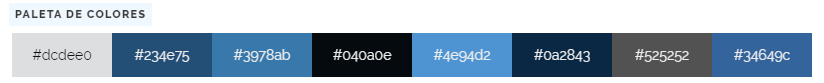 PALETA DE COLORES
#dcdee0 #234e75 #3978ab #040a0e #4e94d2 #0a2843 #525252 #34649c